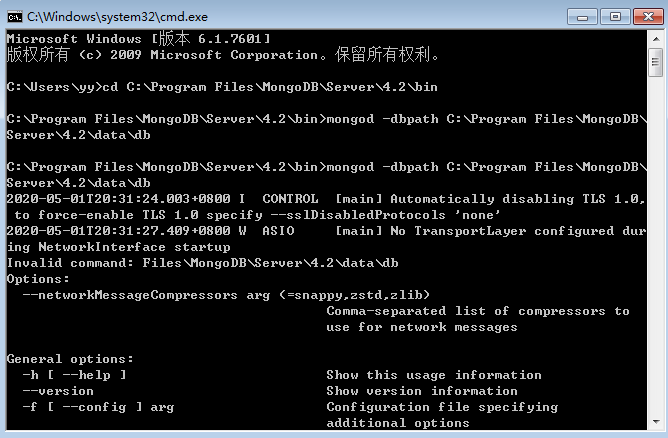 C:\Windows\system32\cmd.exe
Microsoft Windows [版本 6.1.7601]
版权所有 (c) 2009 Microsoft Corporation。保留所有权利。
C:\Users\yy>cd C:\Program Files\MongoDB\Server\4.2\bin
C:\Program Files\MongoDB\Server\4.2\bin>mongod -dbpath C:\Program Files\MongoDB\
Server\4.2\data\db
C:\Program Files\MongoDB\Server\4.2\bin>mongod -dbpath C:\Program Files\MongoDB\
Server\4.2\data\db
2020-05-01T20:31:24.003+0800 I  CONTROL  [main] Automatically disabling TLS 1.0,
 to force-enable TLS 1.0 specify --sslDisabledProtocols 'none'
2020-05-01T20:31:27.409+0800 W  ASIO     [main] No TransportLayer configured dur
ing NetworkInterface startup
Invalid command: Files\MongoDB\Server\4.2\data\db
Options:
  --networkMessageCompressors arg (=snappy,zstd,zlib)
                                        Comma-separated list of compressors to
                                        use for network messages
General options:
  -h [ --help ]                         Show this usage information
  --version                             Show version information
  -f [ --config ] arg                   Configuration file specifying
                                        additional options